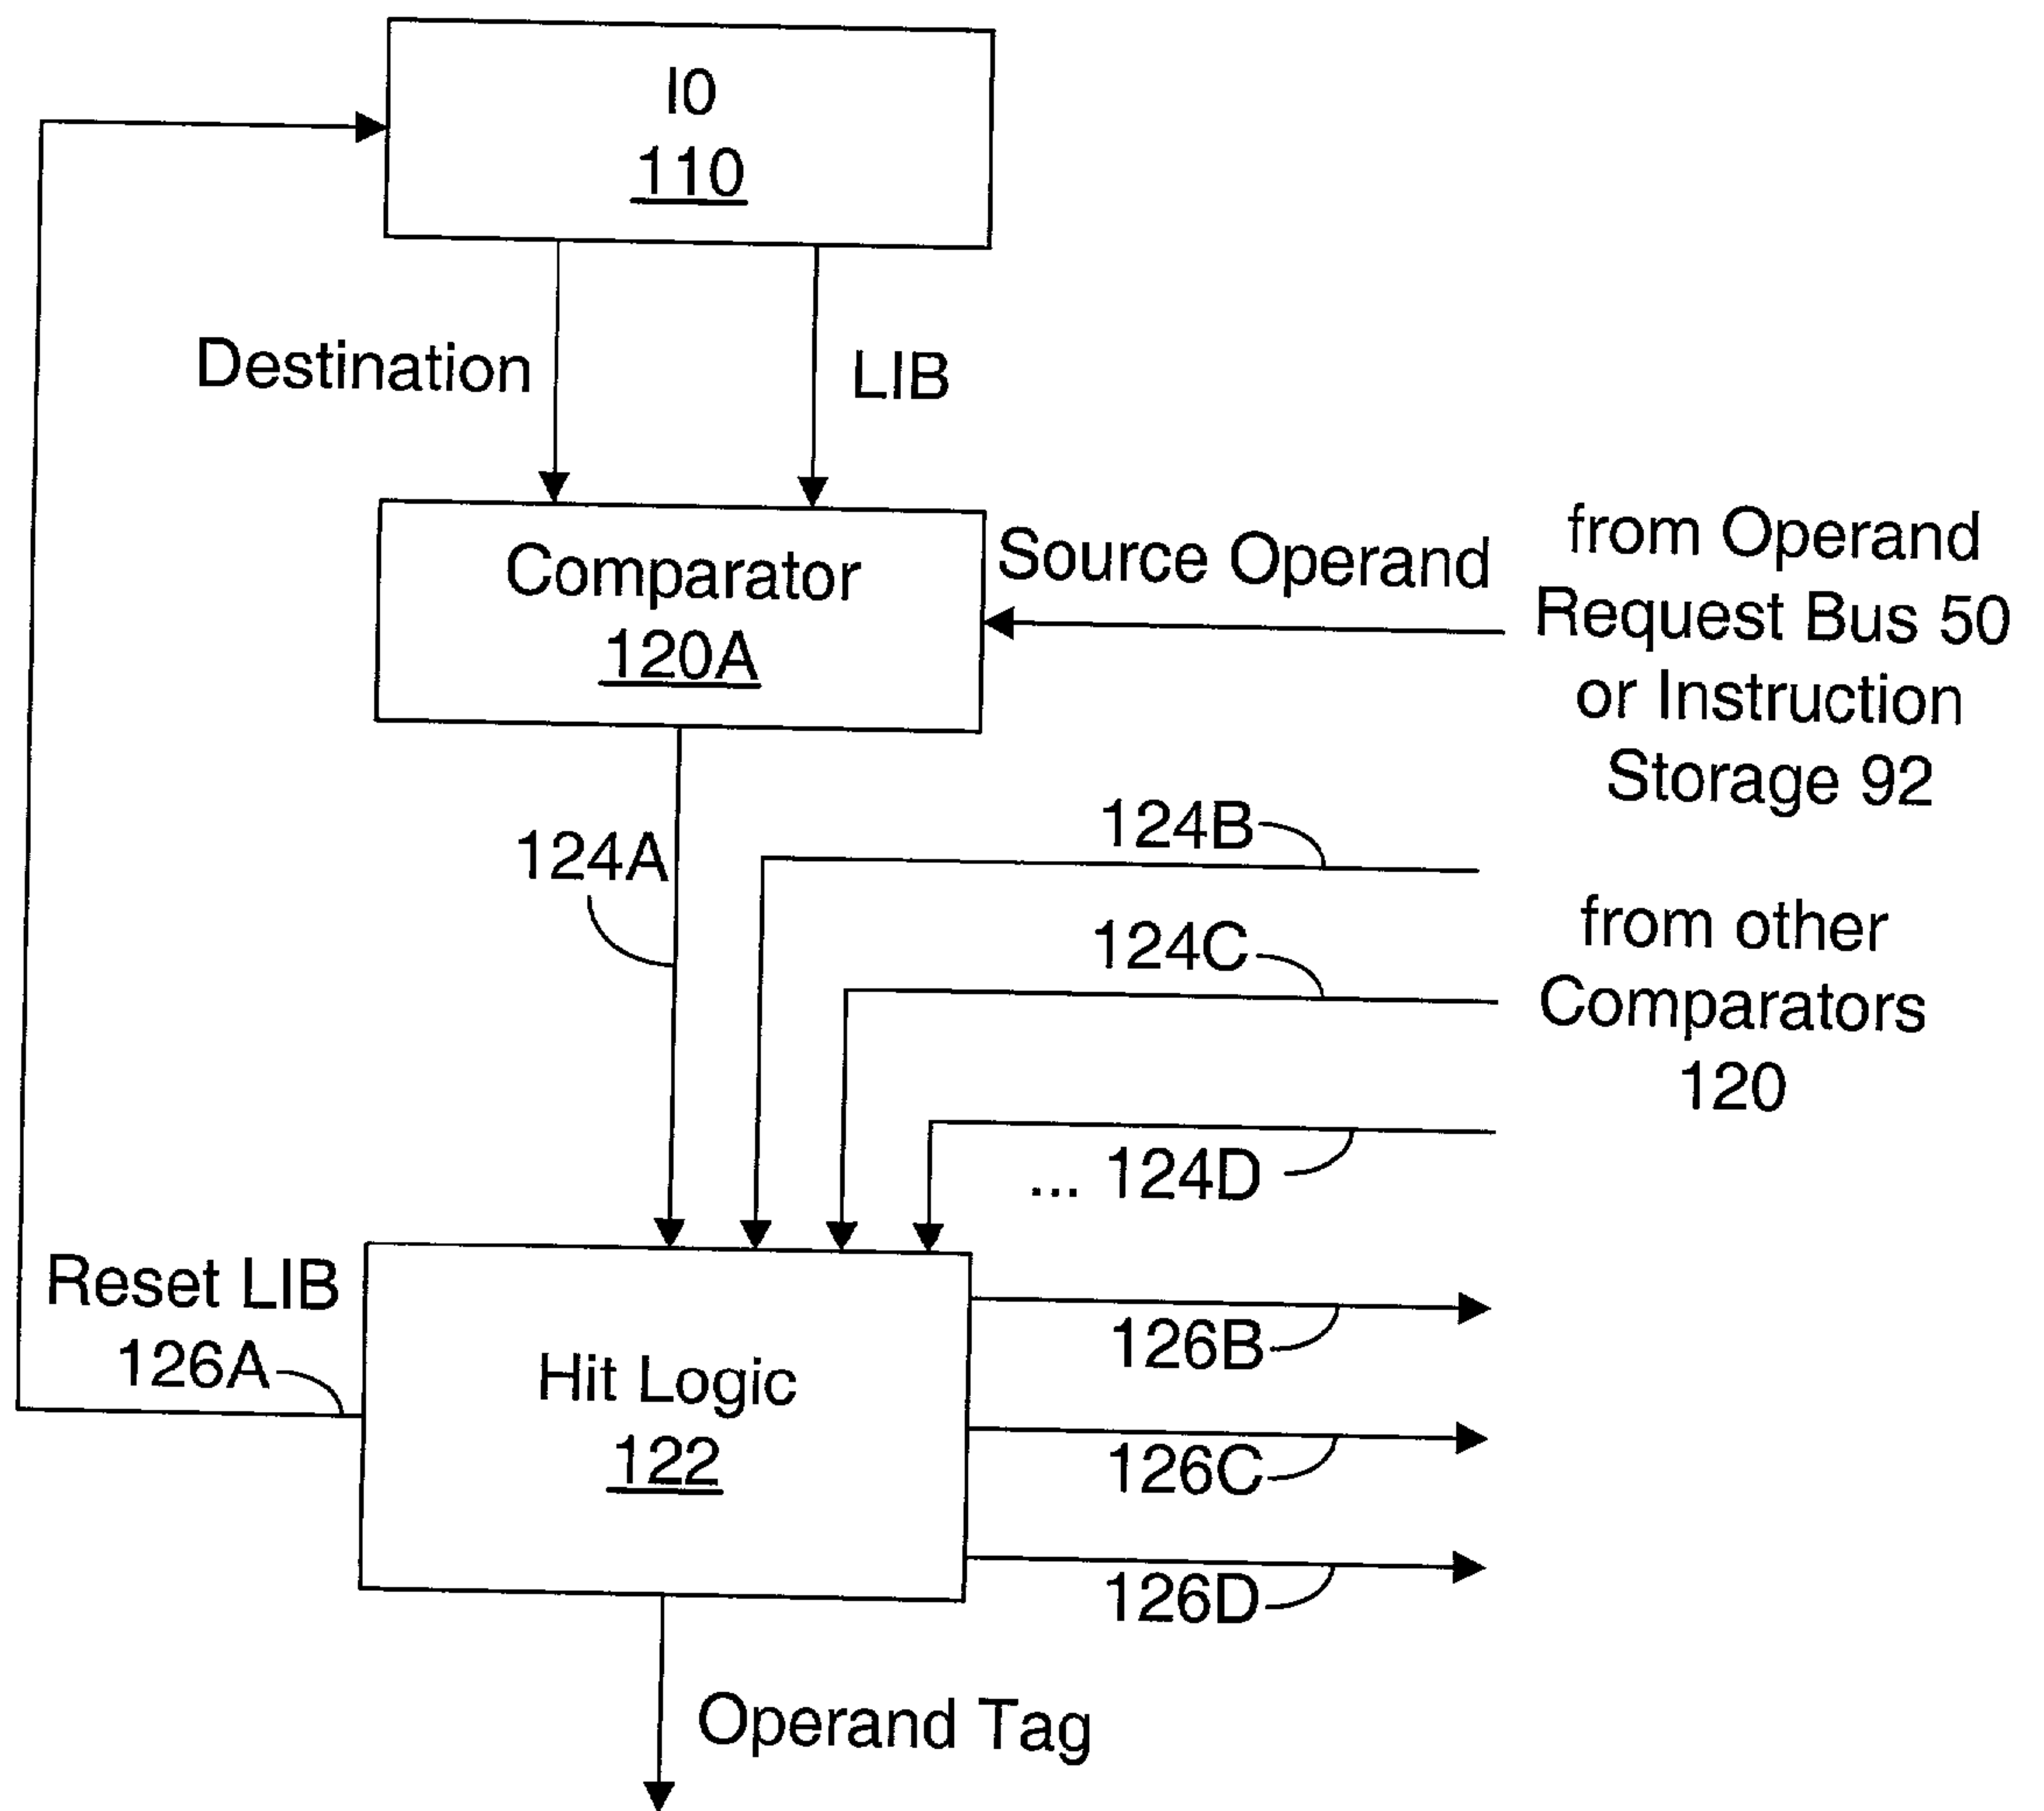 I0
110
Destination
LIB
Comparator
120A
Source Operand
from Operand
Request Bus 50
or Instruction
Storage 92
124A
124B
124C
... 124D
from other
Comparators
120
Reset LIB
126A
Hit Logic
122
126B
126C
126D
Operand Tag